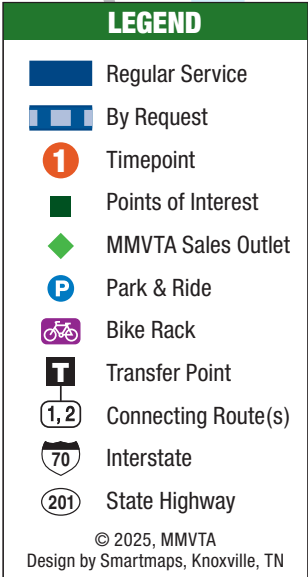 LEGEND
Regular Service
By Request
1 Timepoint
Points of Interest
MMVTA Sales Outlet
P Park & Ride
Bike Rack
T Transfer Point
1, 2 Connecting Route(s)
70 Interstate
201 State Highway
© 2025, MMVTA
Design by Smartmaps, Knoxville, TN